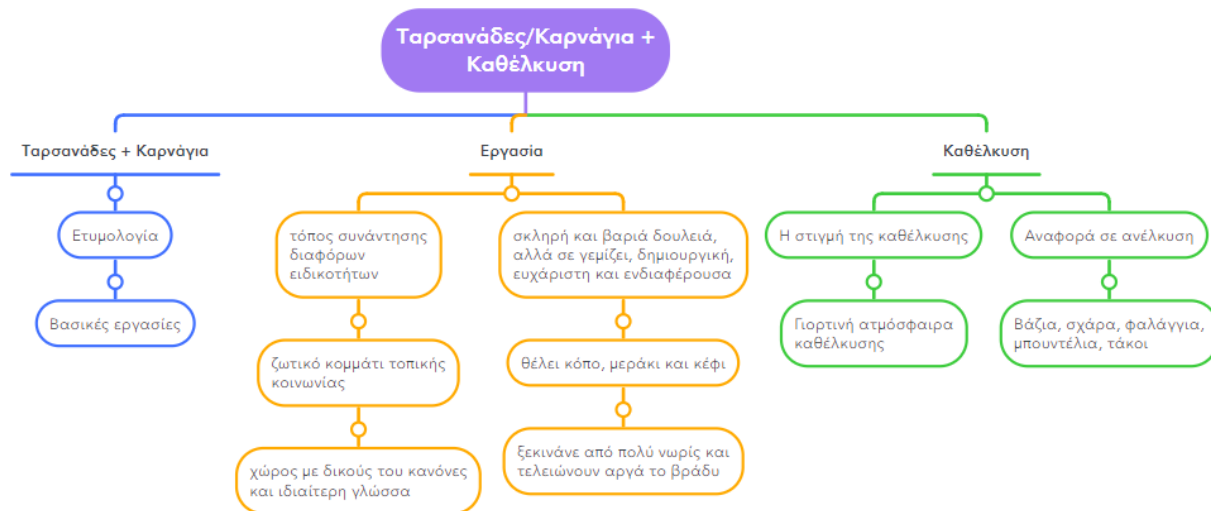 Ταρσανάδες/Καρνάγια +
Καθέλκυση
Ταρσανάδες + Καρνάγια
Εργασία
Καθέλκυση
Ετυμολογία
Βασικές εργασίες
τόπος συνάντησης
διαφόρων
ειδικοτήτων
ζωτικό κομμάτι τοπικής
κοινωνίας
χώρος με δικούς του κανόνες
και ιδιαίτερη γλώσσα
σκληρή και βαριά δουλειά,
αλλά σε γεμίζει, δημιουργική,
ευχάριστη και ενδιαφέρουσα
θέλει κόπο, μεράκι και κέφι
ξεκινάνε από πολύ νωρίς και
τελειώνουν αργά το βράδυ
Η στιγμή της καθέλκυσης
Γιορτινή ατμόσφαιρα
καθέλκυσης
Αναφορά σε ανέλκυση
Βάζια, σχάρα, φαλάγγια,
μπουντέλια, τάκοι